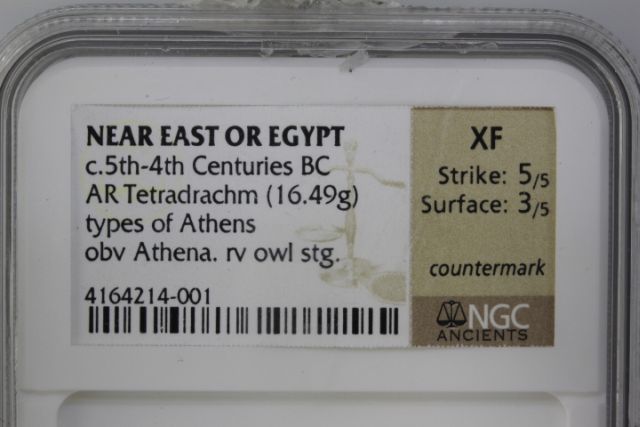 NEAR EAST OR EGYPT
c.5th-4th Centuries BC
AR Tetradrachm (16.49g)
types of Athens
obv Athena. rv owl stg.
4164214-001
XF
Strike: 5/5
Surface: 3/5
countermark
NGC
ANCIENTS